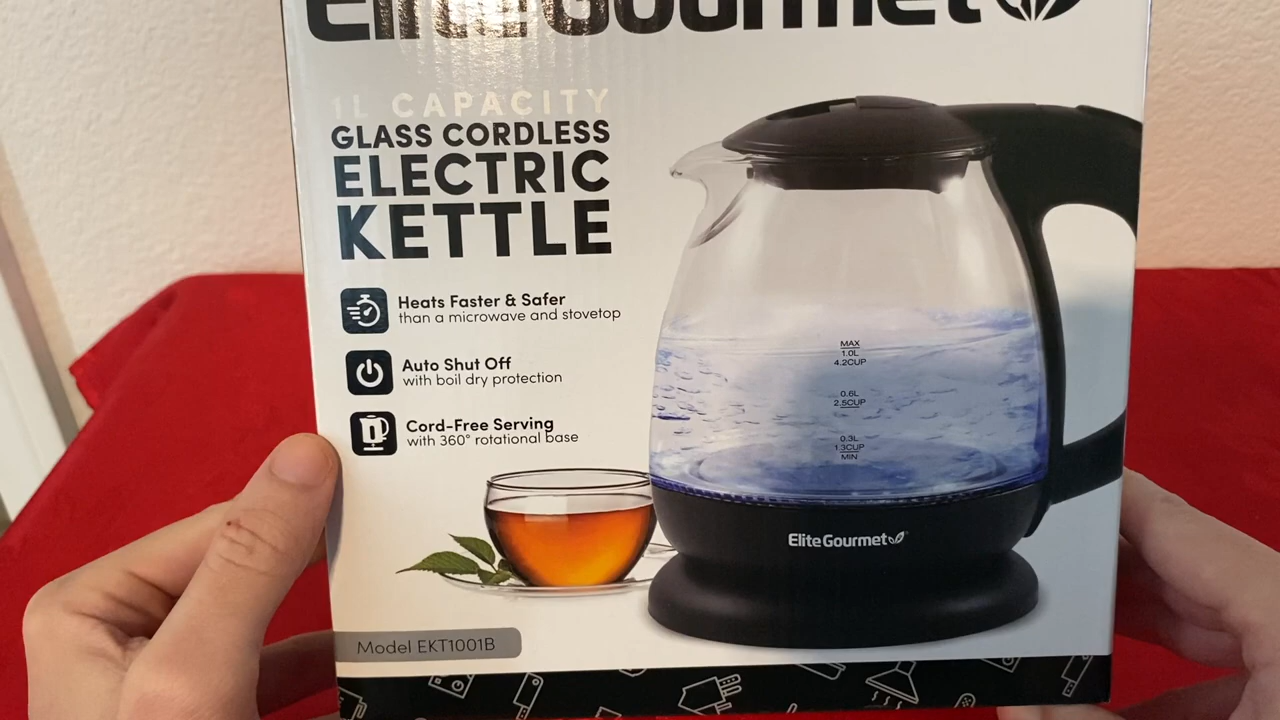 Elite Gourmet
1L CAPACITY
GLASS CORDLESS
ELECTRIC
KETTLE
Heats Faster & Safer
than a microwave and stovetop
Auto Shut Off
with boil dry protection
Cord-Free Serving
with 360° rotational base
MAX
1.0L
4.2CUP
0.6L
2.5CUP
0.3L
1.3CUP
MIN
EliteGourmet
Model EKT1001B